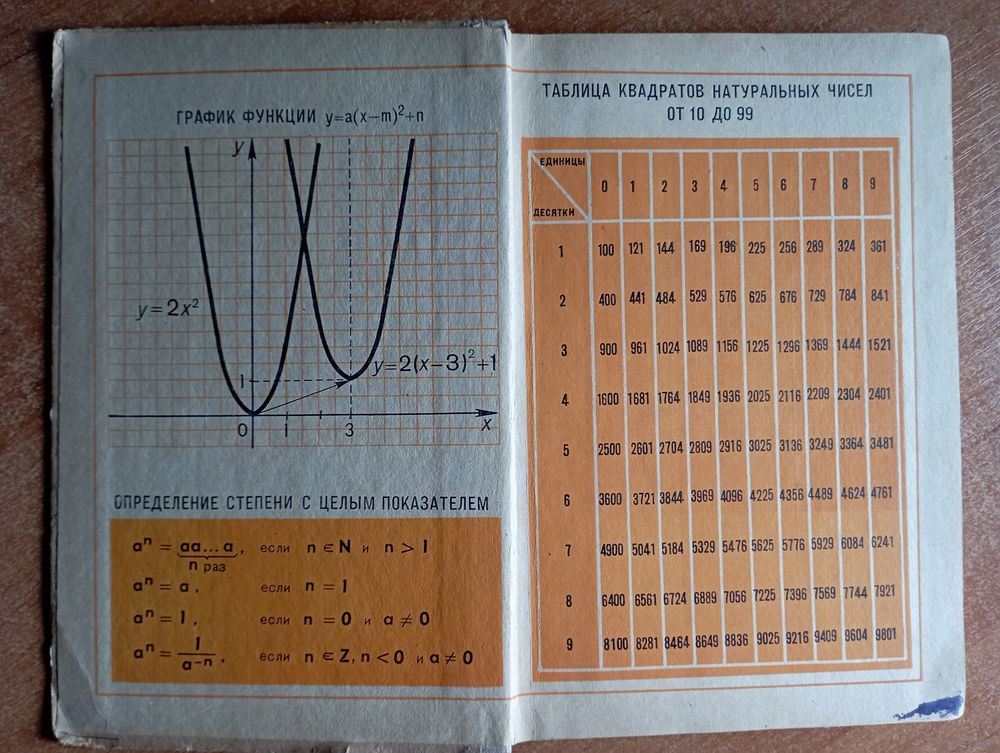 ГРАФИК ФУНКЦИИ y=a(x−m)²+n
y
y=2x²
y=2(x−3)²+1
1
0 1 3 x
ОПРЕДЕЛЕНИЕ СТЕПЕНИ С ЦЕЛЫМ ПОКАЗАТЕЛЕМ
aⁿ = aa...a, если n ∈ N и n > 1
n раз
aⁿ = a, если n = 1
aⁿ = 1, если n = 0 и a ≠ 0
aⁿ = 1/a⁻ⁿ, если n ∈ Z, n < 0 и a ≠ 0
ТАБЛИЦА КВАДРАТОВ НАТУРАЛЬНЫХ ЧИСЕЛ
ОТ 10 ДО 99
ЕДИНИЦЫ
0 1 2 3 4 5 6 7 8 9
ДЕСЯТКИ
1 100 121 144 169 196 225 256 289 324 361
2 400 441 484 529 576 625 676 729 784 841
3 900 961 1024 1089 1156 1225 1296 1369 1444 1521
4 1600 1681 1764 1849 1936 2025 2116 2209 2304 2401
5 2500 2601 2704 2809 2916 3025 3136 3249 3364 3481
6 3600 3721 3844 3969 4096 4225 4356 4489 4624 4761
7 4900 5041 5184 5329 5476 5625 5776 5929 6084 6241
8 6400 6561 6724 6889 7056 7225 7396 7569 7744 7921
9 8100 8281 8464 8649 8836 9025 9216 9409 9604 9801